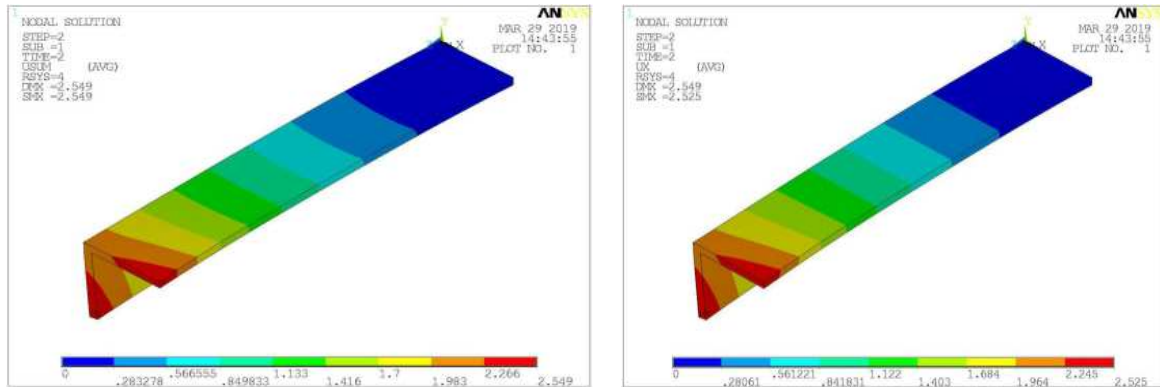 1
NODAL SOLUTION
STEP=2
SUB =1
TIME=2
USUM (AVG)
RSYS=4
DMX =2.549
SMX =2.549
ANSYS
MAR 29 2019
14:43:55
PLOT NO. 1
Y
X
0 .566555 1.133 1.7 2.266
.283278 .849833 1.416 1.983 2.549
1
NODAL SOLUTION
STEP=2
SUB =1
TIME=2
UX (AVG)
RSYS=4
DMX =2.549
SMX =2.525
ANSYS
MAR 29 2019
14:43:55
PLOT NO. 1
X
0 .561221 1.122 1.684 2.245
.28061 .841831 1.403 1.964 2.525